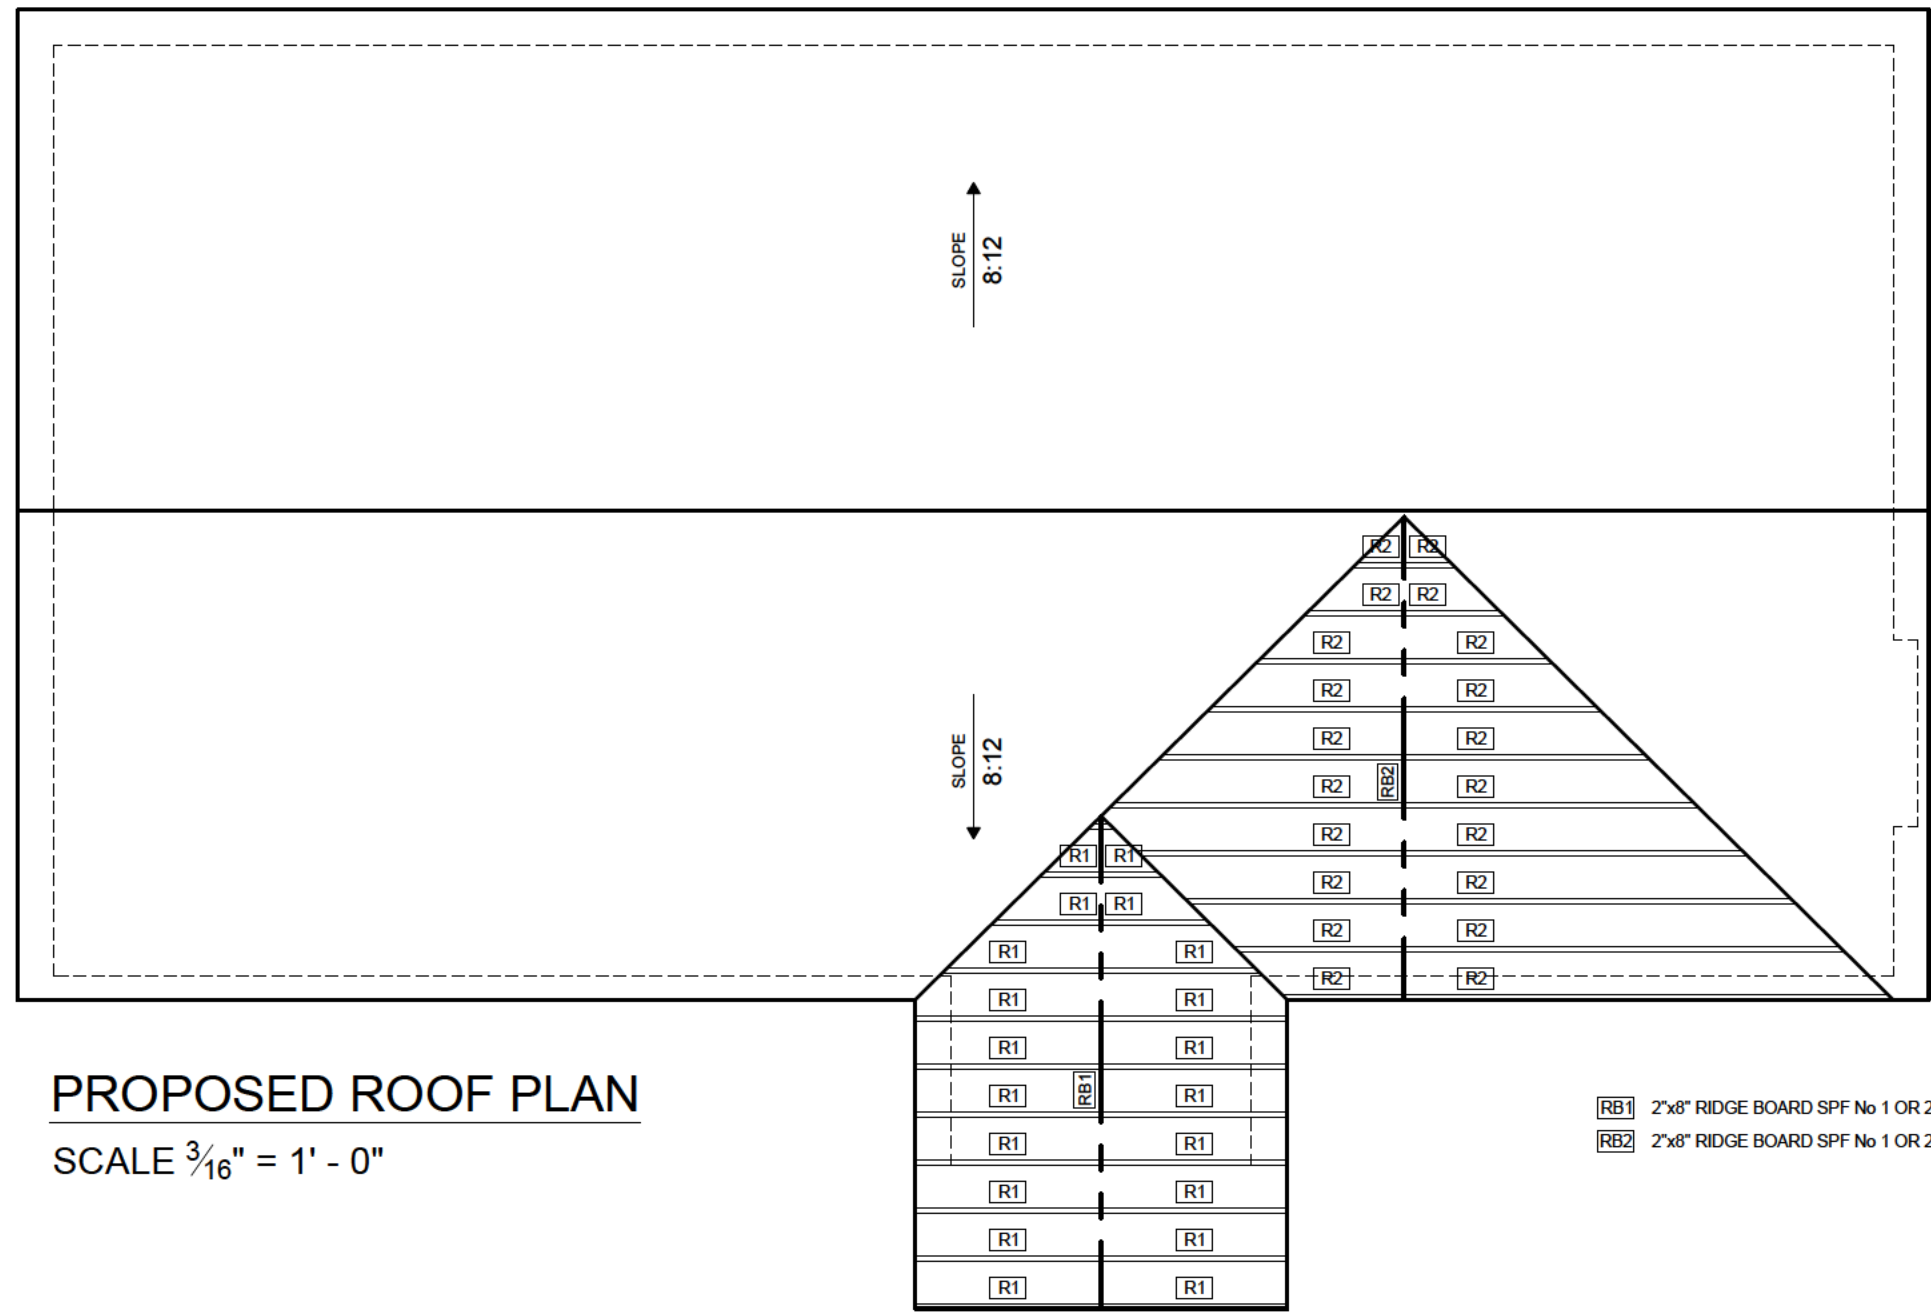 SLOPE
8:12
R2 R2
R2 R2
R2 R2
R2 R2
R2 R2
SLOPE
8:12
R2 RB2 R2
R2 R2
R1 R1
R2 R2
R1 R1
R2 R2
R1 R1
R2 R2
R1 R1
R1 R1
R1 RB1 R1
R1 R1
R1 R1
R1 R1
R1 R1
PROPOSED ROOF PLAN
SCALE 3⁄16" = 1' - 0"
RB1 2"x8" RIDGE BOARD SPF No 1 OR 2
RB2 2"x8" RIDGE BOARD SPF No 1 OR 2